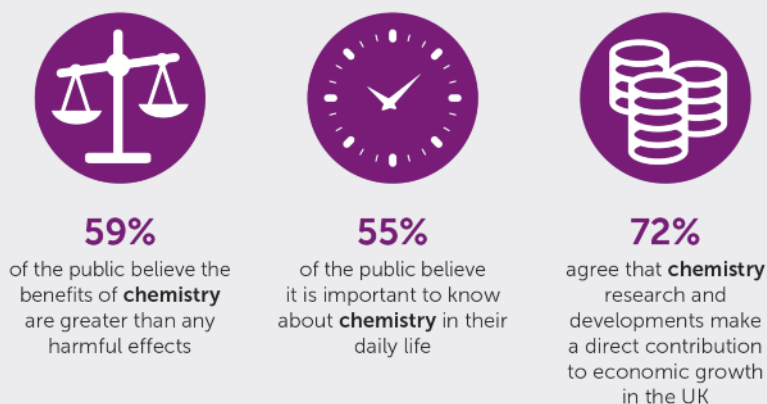 59%
of the public believe the
benefits of chemistry
are greater than any
harmful effects
55%
of the public believe
it is important to know
about chemistry in their
daily life
72%
agree that chemistry
research and
developments make
a direct contribution
to economic growth
in the UK